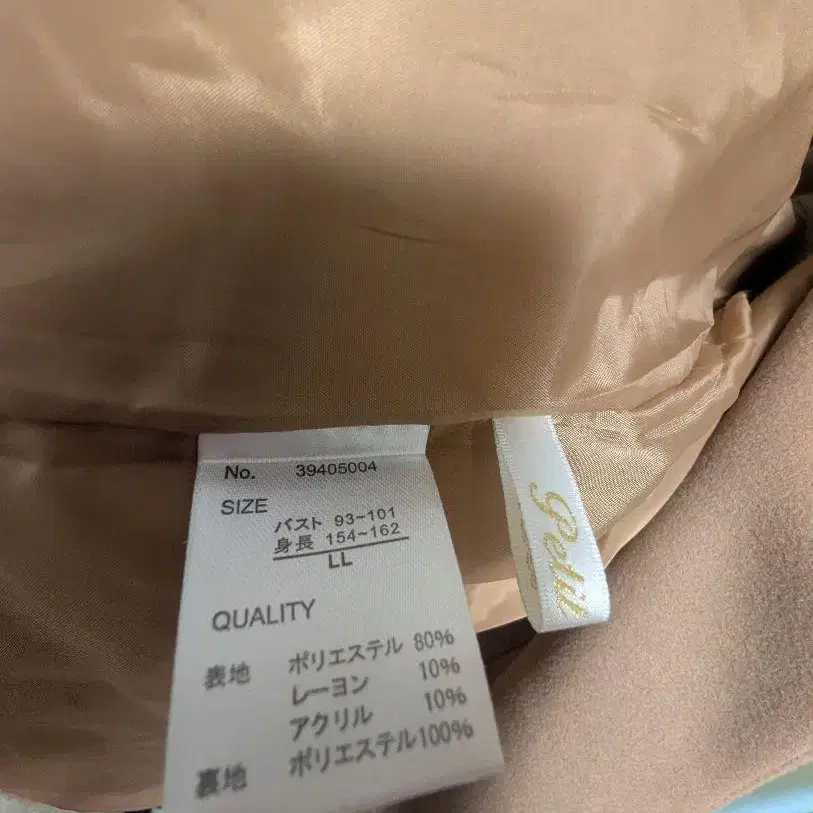 No. 39405004
SIZE
バスト 93~101
身長 154~162
LL
QUALITY
表地 ポリエステル 80%
レーヨン 10%
アクリル 10%
裏地 ポリエステル100%
Petit